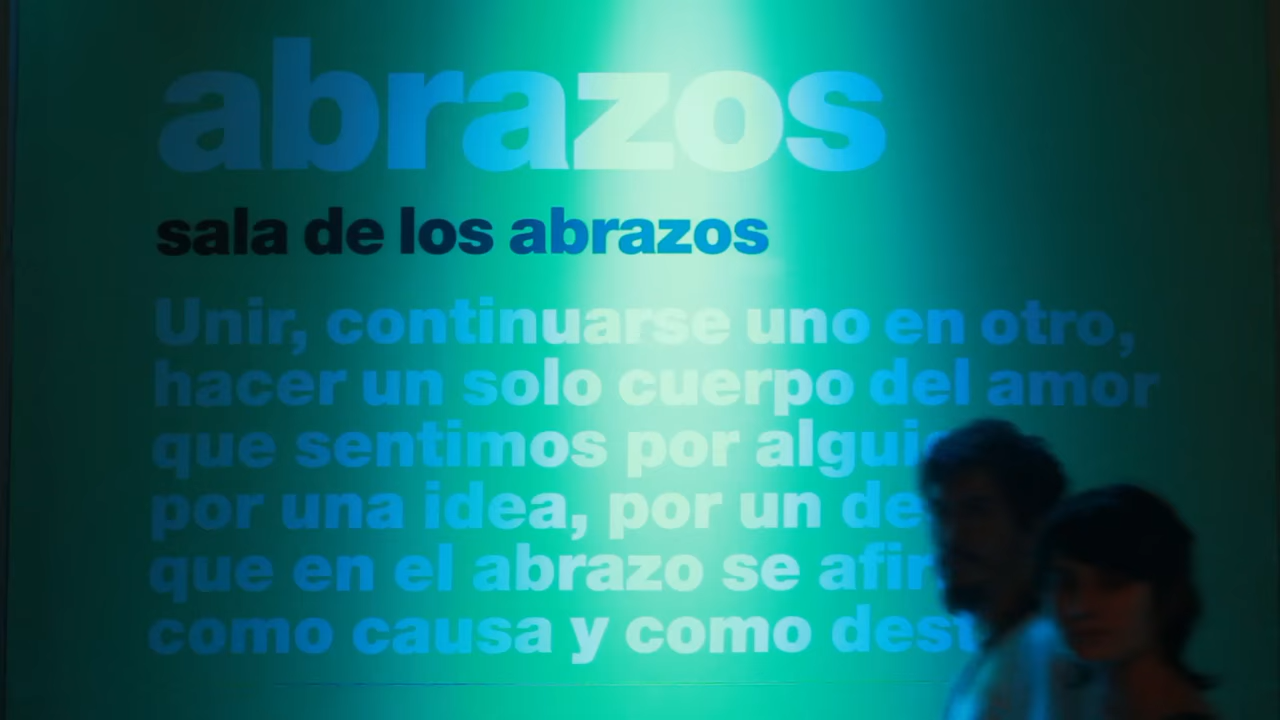 abrazos
sala de los abrazos
Unir, continuarse uno en otro,
hacer un solo cuerpo del amor
que sentimos por
por una idea, por un
que en el abrazo se
como causa y como